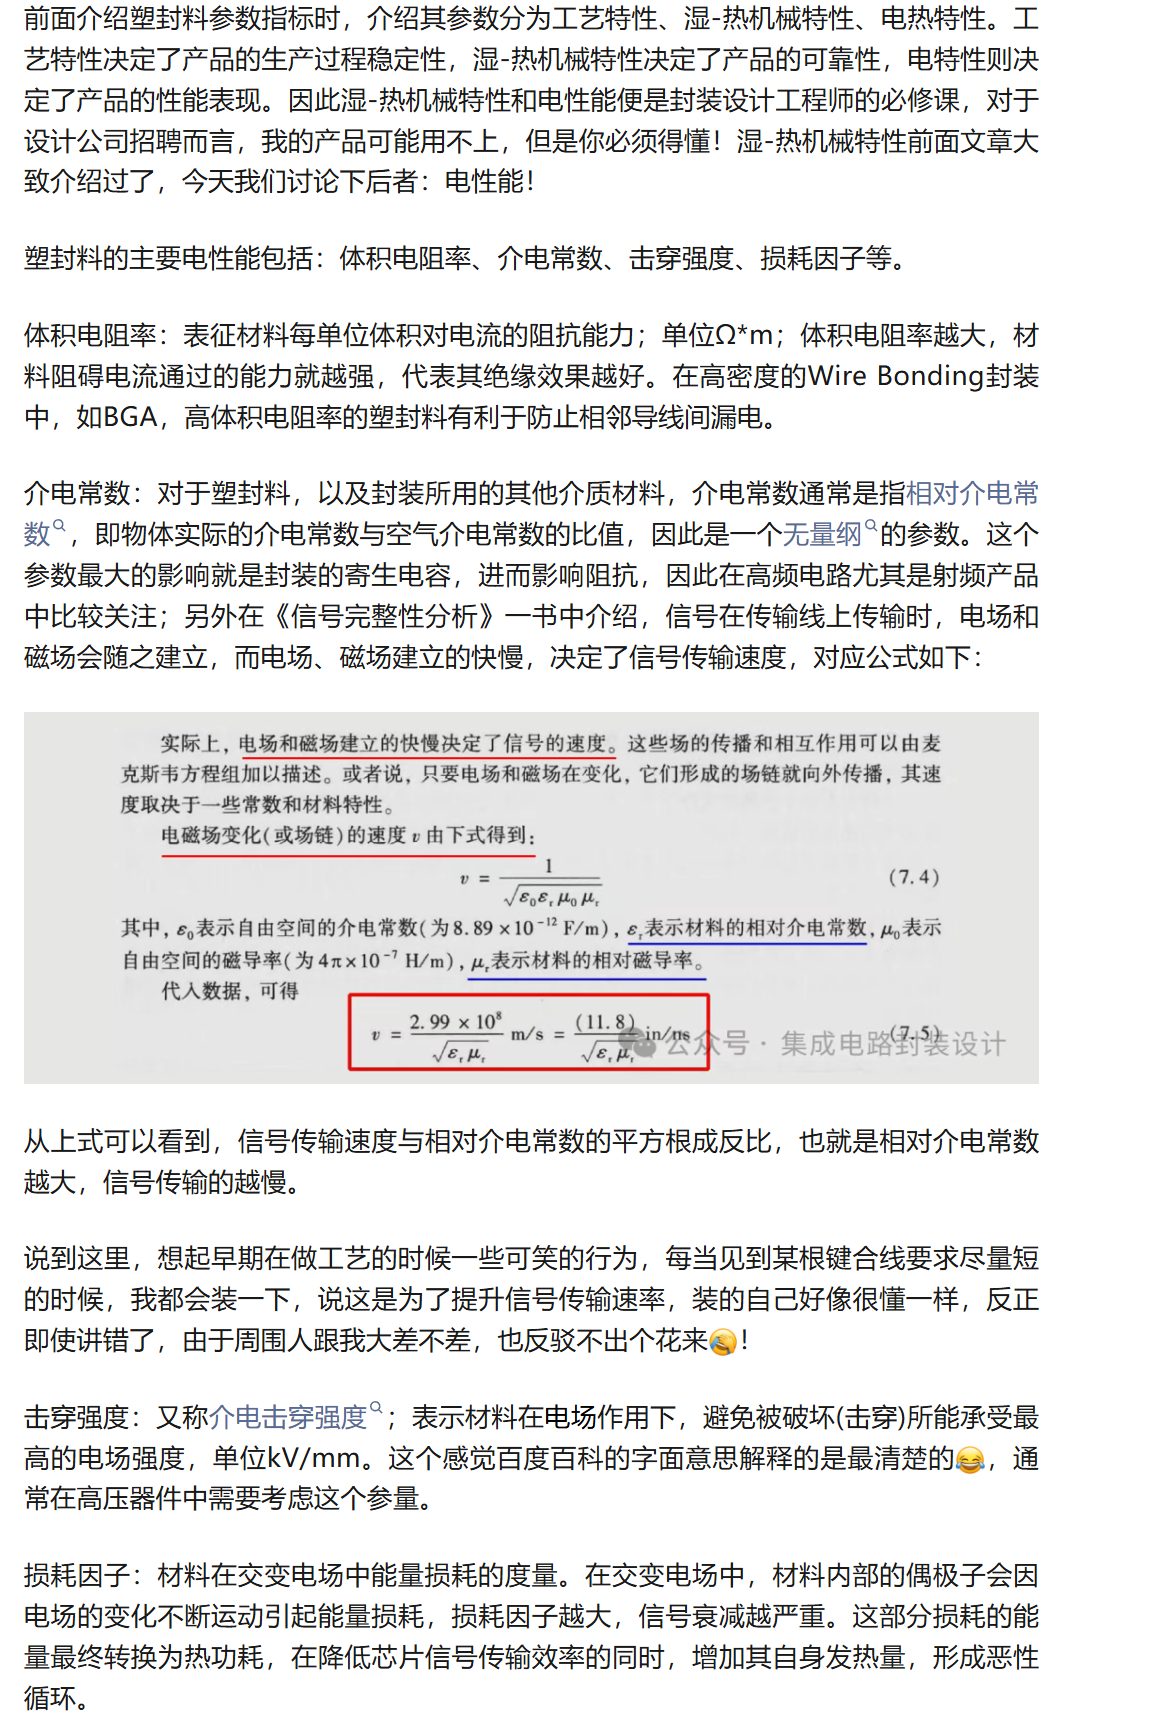 前面介绍塑封料参数指标时，介绍其参数分为工艺特性、湿-热机械特性、电热特性。工
艺特性决定了产品的生产过程稳定性，湿-热机械特性决定了产品的可靠性，电特性则决
定了产品的性能表现。因此湿-热机械特性和电性能便是封装设计工程师的必修课，对于
设计公司招聘而言，我的产品可能用不上，但是你必须得懂！湿-热机械特性前面文章大
致介绍过了，今天我们讨论下后者：电性能！
塑封料的主要电性能包括：体积电阻率、介电常数、击穿强度、损耗因子等。
体积电阻率：表征材料每单位体积对电流的阻抗能力；单位Ω*m；体积电阻率越大，材
料阻碍电流通过的能力就越强，代表其绝缘效果越好。在高密度的Wire Bonding封装
中，如BGA，高体积电阻率的塑封料有利于防止相邻导线间漏电。
介电常数：对于塑封料，以及封装所用的其他介质材料，介电常数通常是指相对介电常
数，即物体实际的介电常数与空气介电常数的比值，因此是一个无量纲的参数。这个
参数最大的影响就是封装的寄生电容，进而影响阻抗，因此在高频电路尤其是射频产品
中比较关注；另外在《信号完整性分析》一书中介绍，信号在传输线上传输时，电场和
磁场会随之建立，而电场、磁场建立的快慢，决定了信号传输速度，对应公式如下：
实际上，电场和磁场建立的快慢决定了信号的速度。这些场的传播和相互作用可以由麦
克斯韦方程组加以描述。或者说，只要电场和磁场在变化，它们形成的场链就向外传播，其速
度取决于一些常数和材料特性。
电磁场变化(或场链)的速度 v 由下式得到：
v = 1/√(ε₀εᵣμ₀μᵣ) (7.4)
其中，ε₀表示自由空间的介电常数(为8.89×10⁻¹² F/m)，εᵣ表示材料的相对介电常数，μ₀表示
自由空间的磁导率(为4π×10⁻⁷ H/m)，μᵣ表示材料的相对磁导率。
代入数据，可得
v = 2.99 × 10⁸/√(εᵣμᵣ) m/s = (11.8)/√(εᵣμᵣ) in/ns (7.5)
公众号 · 集成电路封装设计
从上式可以看到，信号传输速度与相对介电常数的平方根成反比，也就是相对介电常数
越大，信号传输的越慢。
说到这里，想起早期在做工艺的时候一些可笑的行为，每当见到某根键合线要求尽量短
的时候，我都会装一下，说这是为了提升信号传输速率，装的自己好像很懂一样，反正
即使讲错了，由于周围人跟我大差不差，也反驳不出个花来🤣！
击穿强度：又称介电击穿强度；表示材料在电场作用下，避免被破坏(击穿)所能承受最
高的电场强度，单位kV/mm。这个感觉百度百科的字面意思解释的是最清楚的😂，通
常在高压器件中需要考虑这个参量。
损耗因子：材料在交变电场中能量损耗的度量。在交变电场中，材料内部的偶极子会因
电场的变化不断运动引起能量损耗，损耗因子越大，信号衰减越严重。这部分损耗的能
量最终转换为热功耗，在降低芯片信号传输效率的同时，增加其自身发热量，形成恶性
循环。